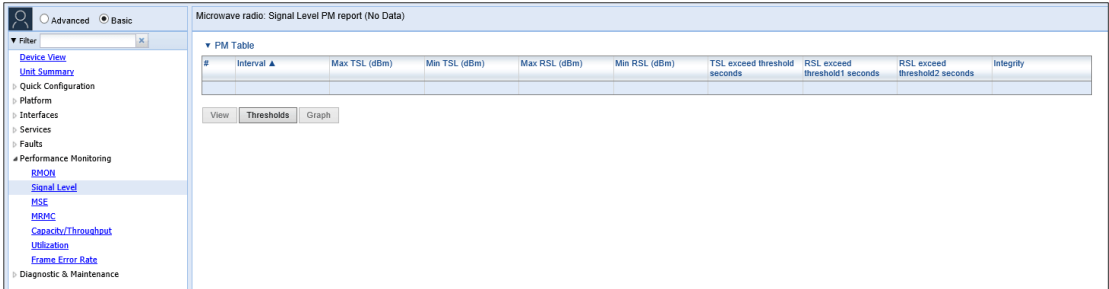 Advanced Basic
Microwave radio: Signal Level PM report (No Data)
Filter
Device View
Unit Summary
Quick Configuration
Platform
Interfaces
Services
Faults
Performance Monitoring
RMON
Signal Level
MSE
MRMC
Capacity/Throughput
Utilization
Frame Error Rate
Diagnostic & Maintenance
PM Table
# Interval ▲ Max TSL (dBm) Min TSL (dBm) Max RSL (dBm) Min RSL (dBm) TSL exceed threshold seconds RSL exceed threshold1 seconds RSL exceed threshold2 seconds Integrity
View Thresholds Graph